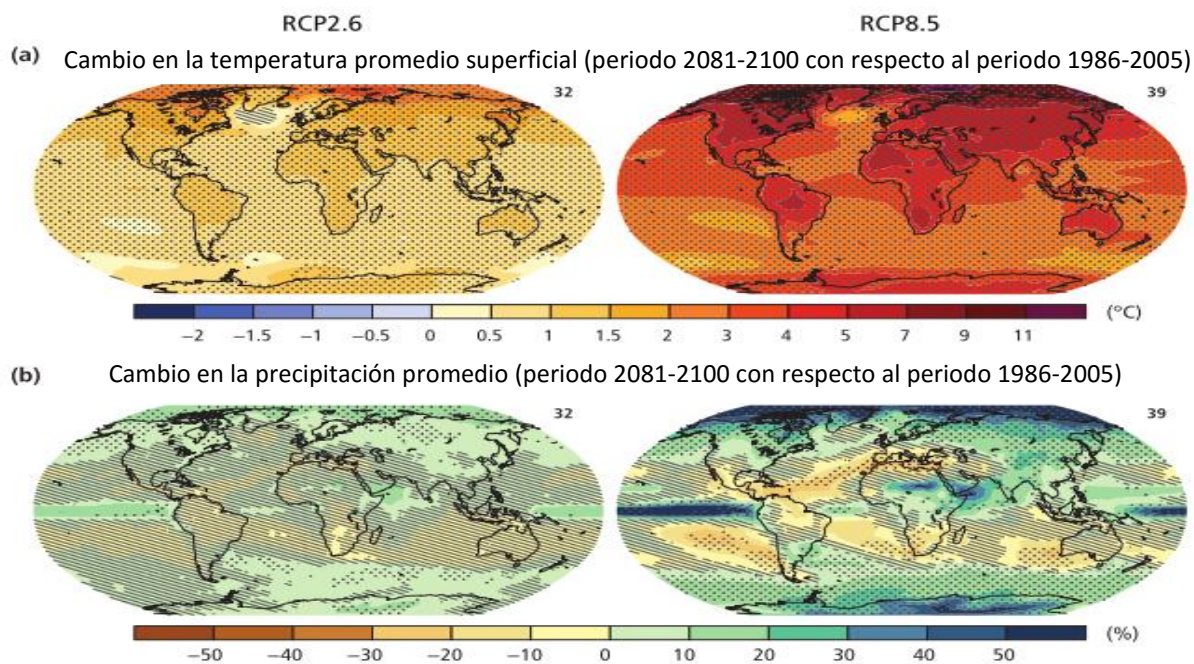 RCP2.6 RCP8.5
(a) Cambio en la temperatura promedio superficial (periodo 2081-2100 con respecto al periodo 1986-2005)
32 39
−2 −1.5 −1 −0.5 0 0.5 1 1.5 2 3 4 5 7 9 11 (°C)
(b) Cambio en la precipitación promedio (periodo 2081-2100 con respecto al periodo 1986-2005)
32 39
−50 −40 −30 −20 −10 0 10 20 30 40 50 (%)